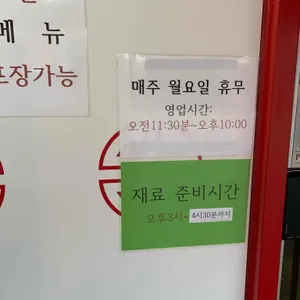 메뉴
포장가능
매주 월요일 휴무
영업시간:
오전11:30분~오후10:00
재료 준비시간
오후3시~4시30분까지